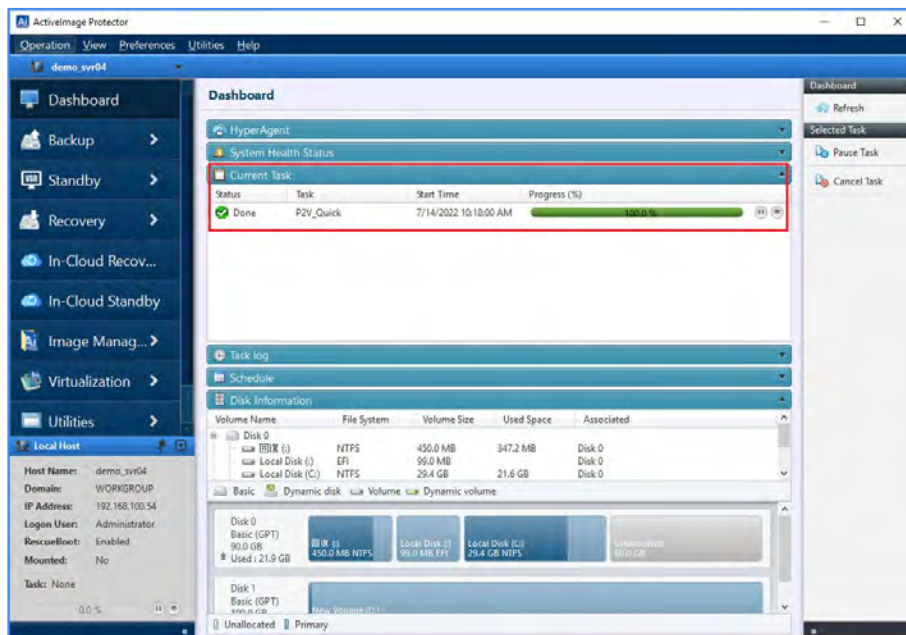 ActiveImage Protector
Operation View Preferences Utilities Help
demo_svr04
Dashboard
Backup
Standby
Recovery
In-Cloud Recov...
In-Cloud Standby
Image Manag...
Virtualization
Utilities
Local Host
Host Name: demo_svr04
Domain: WORKGROUP
IP Address: 192.168.100.54
Logon User: Administrator
RescueBoot: Enabled
Mounted: No
Task: None
0.0 %
Dashboard
HyperAgent
System Health Status
Current Task
Status Task Start Time Progress (%)
Done P2V_Quick 7/14/2022 10:18:00 AM 100.0 %
Task log
Schedule
Disk Information
Volume Name File System Volume Size Used Space Associated
Disk 0
(:) NTFS 450.0 MB 347.2 MB Disk 0
Local Disk (:) EFI 99.0 MB Disk 0
Local Disk (C:) NTFS 29.4 GB 21.6 GB Disk 0
Basic Dynamic disk Volume Dynamic volume
Disk 0
Basic (GPT)
90.0 GB
Used : 21.9 GB
(:)
450.0 MB NTFS
Local Disk (:)
99.0 MB EFI
Local Disk (C:)
29.4 GB NTFS
Unallocated
Disk 1
Basic (GPT)
100.0 GB
New Volume (D:)
Unallocated Primary
Dashboard
Refresh
Selected Task
Pause Task
Cancel Task